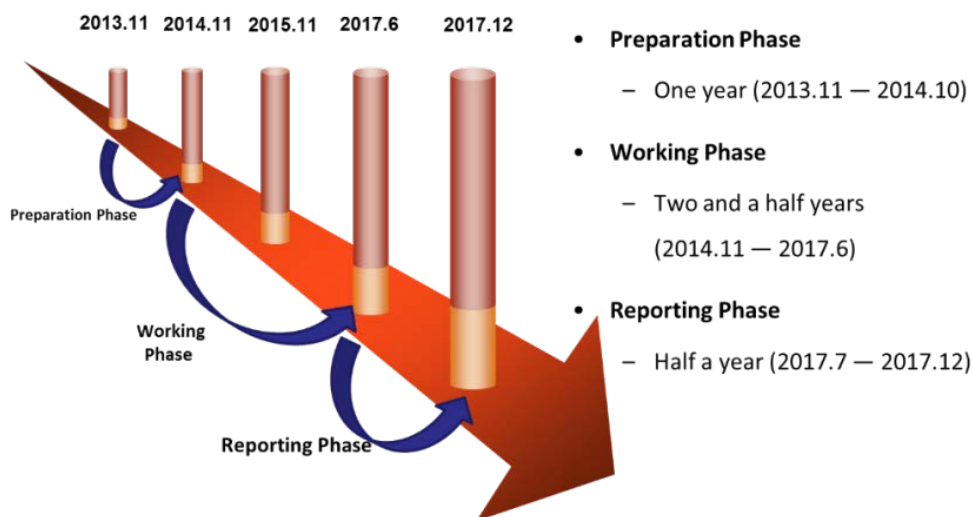 2013.11 2014.11 2015.11 2017.6 2017.12
Preparation Phase
Working
Phase
Reporting Phase
• Preparation Phase
– One year (2013.11 — 2014.10)
• Working Phase
– Two and a half years
(2014.11 — 2017.6)
• Reporting Phase
– Half a year (2017.7 — 2017.12)